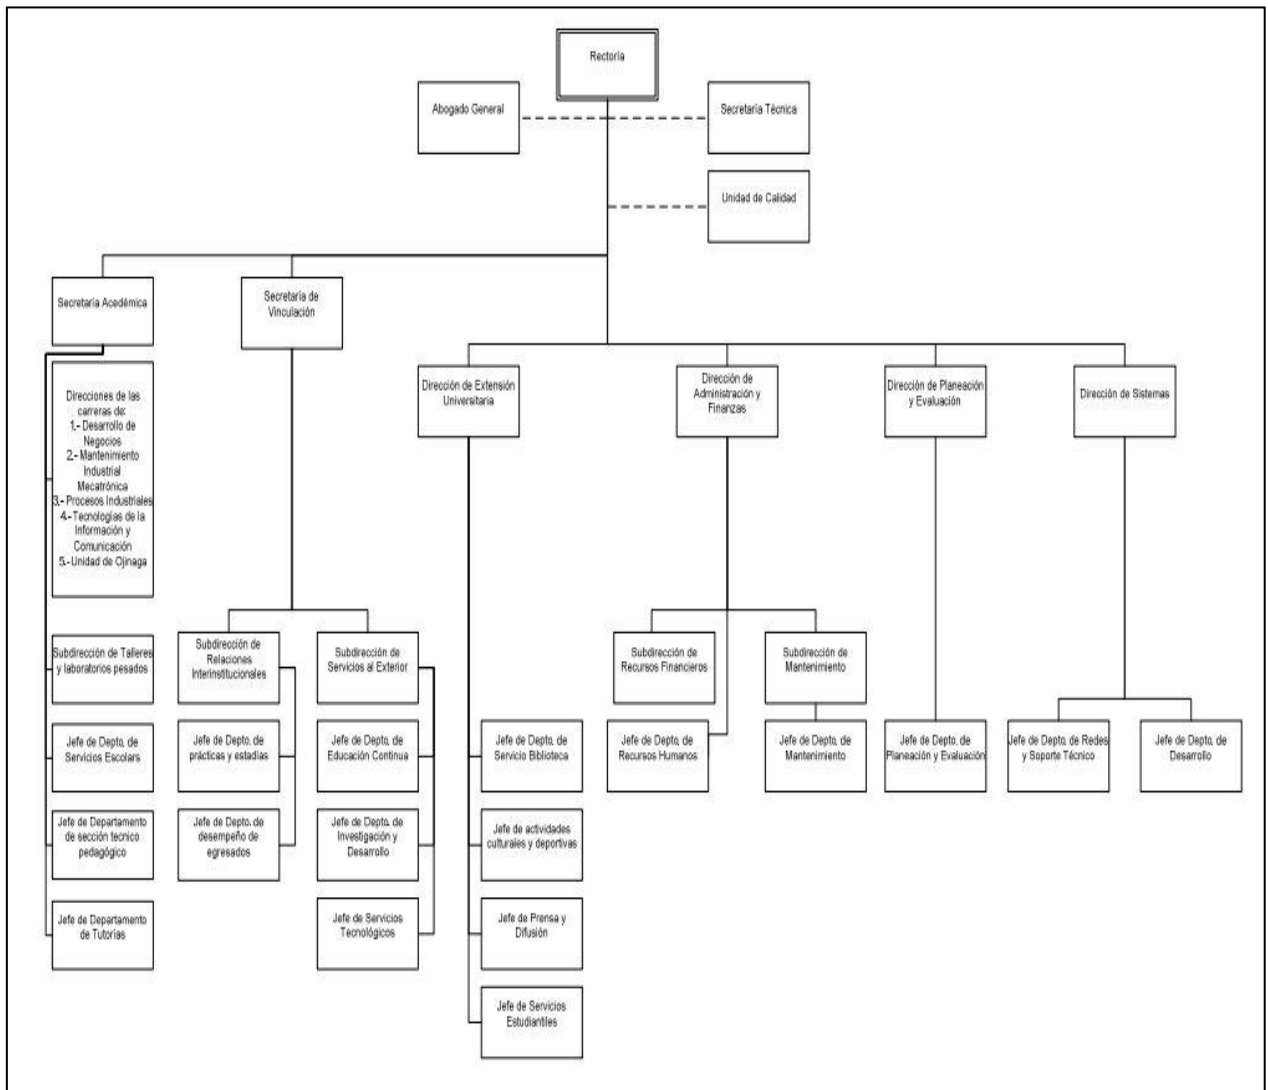 Rectoría
Abogado General
Secretaría Técnica
Unidad de Calidad
Secretaría Acedémica
Secretaría de
Vinculación
Dirección de Extensión
Universitaria
Dirección de
Administración y
Finanzas
Dirección de Planeación
y Evaluación
Dirección de Sistemas
Direcciones de las
carreras de:
1.- Desarrollo de
Negocios
2.- Mantenimiento
Industrial
Mecatrónica
3.- Procesos Industriales
4.-Tecnologías de la
Información y
Comunicación
5.-Unidad de Ojinaga
Subdirección de Talleres
y laboratorios pesados
Subdirección de
Relaciones
Interinstitucionales
Subdirección de
Servicios al Exterior
Subdirección de
Recursos Financieros
Subdirección de
Mantenimiento
Jefe de Depto. de
Servicios Escolars
Jefe de Depto. de
prácticas y estadías
Jefe de Depto. de
Educación Continua
Jefe de Depto. de
Servicio Biblioteca
Jefe de Depto. de
Recursos Humanos
Jefe de Depto. de
Mantenimiento
Jefe de Depto. de
Planeación y Evaluación
Jefe de Depto. de Redes
y Soporte Técnico
Jefe de Depto. de
Desarrollo
Jefe de Departamento
de sección tecnico
pedagógico
Jefe de Depto. de
desempeño de
egresados
Jefe de Depto. de
Investigación y
Desarrollo
Jefe de actividades
culturales y deportivas
Jefe de Departamento
de Tutorías
Jefe de Servicios
Tecnológicos
Jefe de Prensa y
Difusión
Jefe de Servicios
Estudiantiles